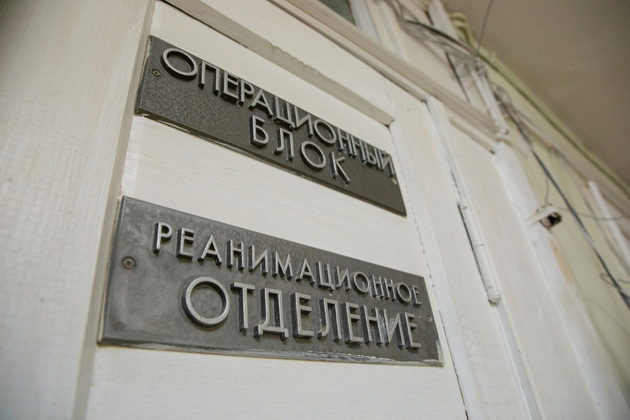 ОПЕРАЦИОННЫЙ
БЛОК
РЕАНИМАЦИОННОЕ
ОТДЕЛЕНИЕ